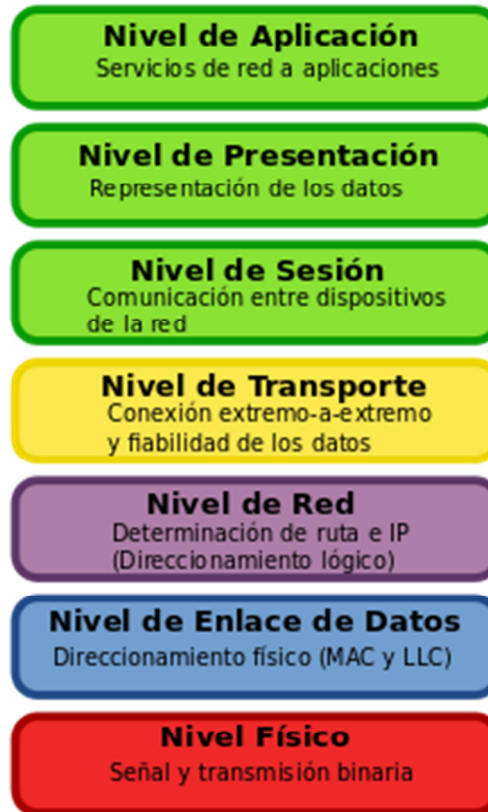 Nivel de Aplicación
Servicios de red a aplicaciones
Nivel de Presentación
Representación de los datos
Nivel de Sesión
Comunicación entre dispositivos
de la red
Nivel de Transporte
Conexión extremo-a-extremo
y fiabilidad de los datos
Nivel de Red
Determinación de ruta e IP
(Direccionamiento lógico)
Nivel de Enlace de Datos
Direccionamiento físico (MAC y LLC)
Nivel Físico
Señal y transmisión binaria